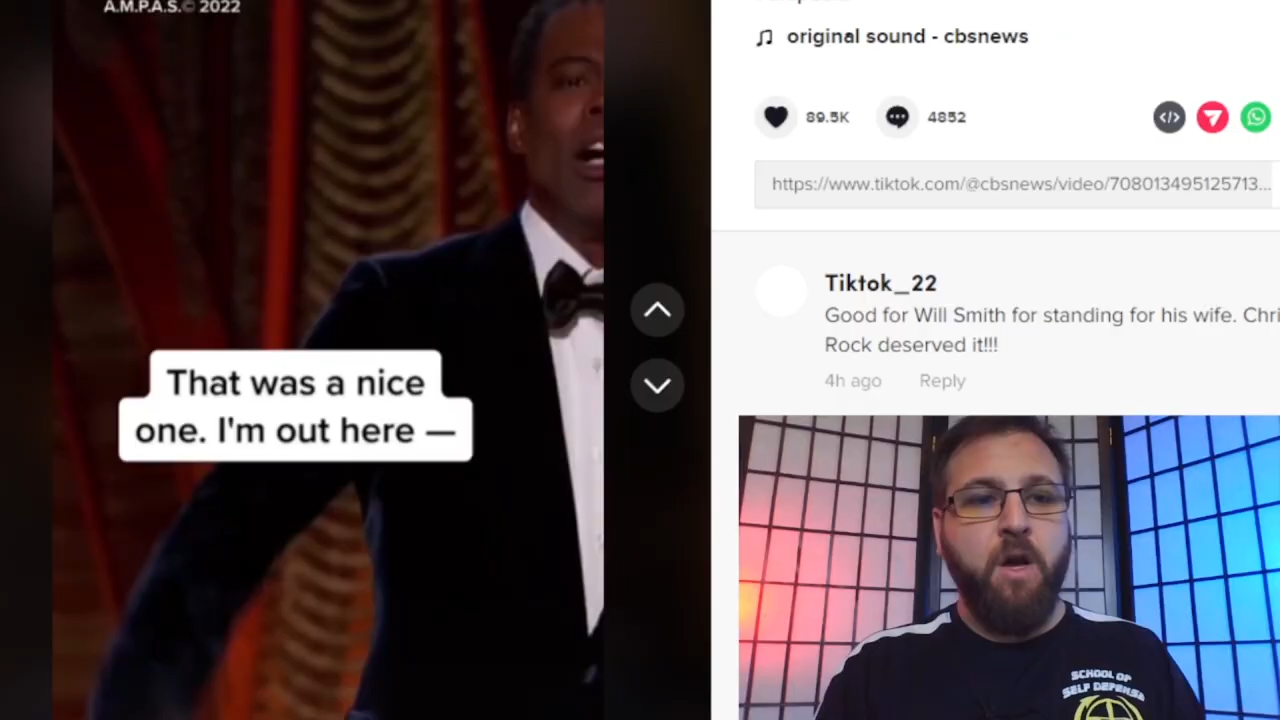 A.M.P.A.S.© 2022
That was a nice
one. I'm out here —
original sound - cbsnews
89.5K
4852
</>
https://www.tiktok.com/@cbsnews/video/708013495125713...
Tiktok_22
Good for Will Smith for standing for his wife. Chri
Rock deserved it!!!
4h ago Reply
SCHOOL OF
SELF DEFENSE